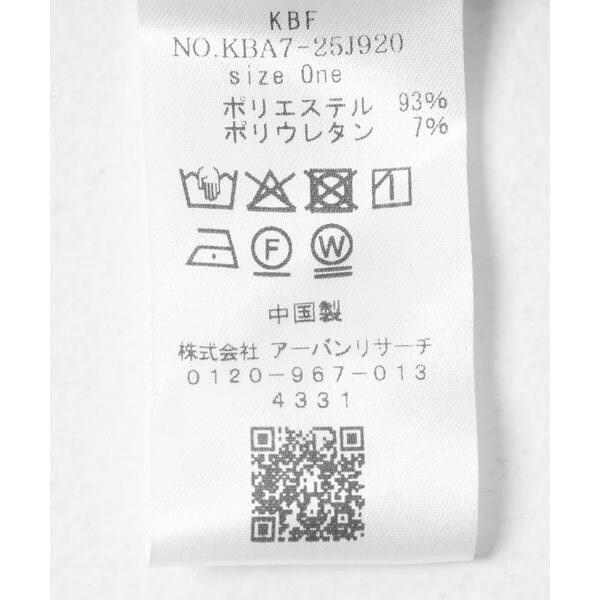 KBF
NO.KBA7-25J920
size One
ポリエステル 93%
ポリウレタン 7%
F W
中国製
株式会社 アーバンリサーチ
0120-967-013
4331